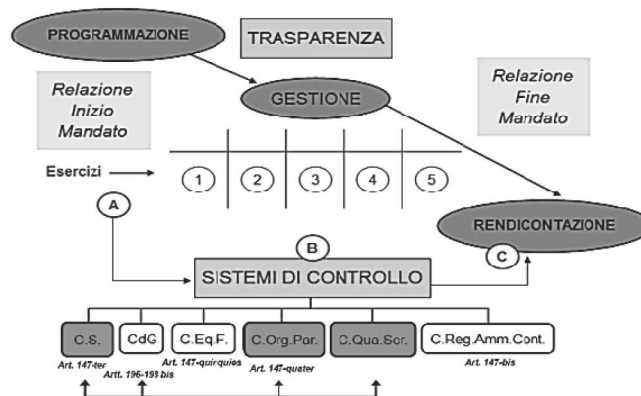 PROGRAMMAZIONE
TRASPARENZA
Relazione
Inizio
Mandato
GESTIONE
Relazione
Fine
Mandato
Esercizi
1 2 3 4 5
A
RENDICONTAZIONE
B
C
SISTEMI DI CONTROLLO
C.S. CdG C.Eq.F. C.Org.Par. C.Qua.Ser. C.Reg.Amm.Cont.
Art. 147-ter Artt. 196-198 bis Art. 147-quinquies Art. 147-quater Art. 147-bis